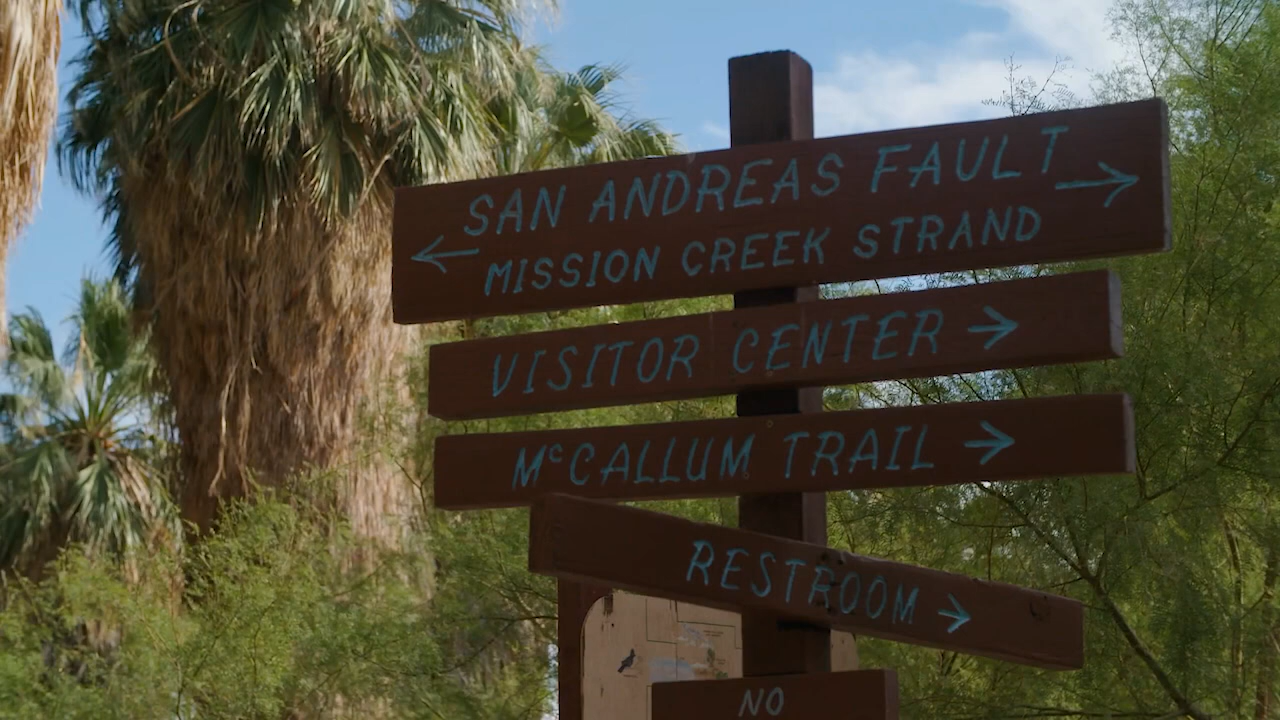 SAN ANDREAS FAULT →
← MISSION CREEK STRAND
VISITOR CENTER →
McCALLUM TRAIL →
RESTROOM →
NO